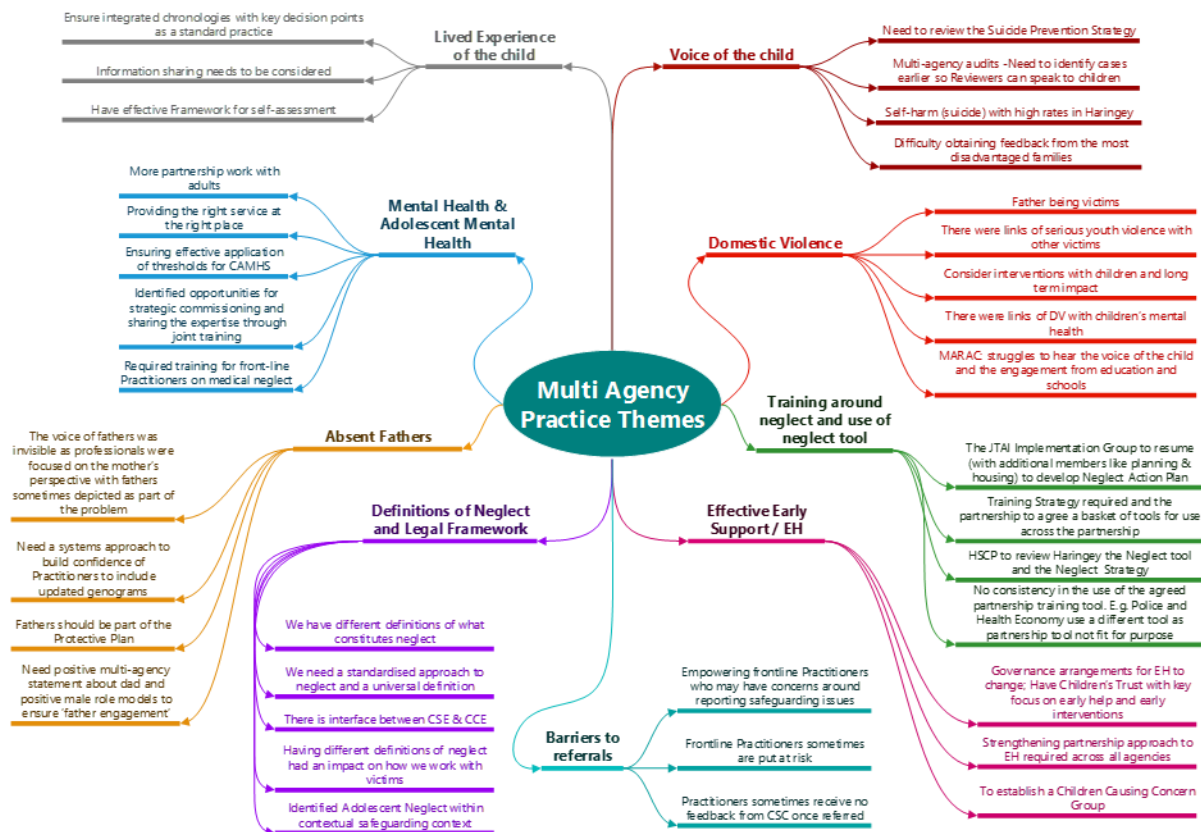 Multi Agency
Practice Themes
Lived Experience
of the child
Ensure integrated chronologies with key decision points
as a standard practice
Information sharing needs to be considered
Have effective Framework for self-assessment
Voice of the child
Need to review the Suicide Prevention Strategy
Multi-agency audits -Need to identify cases
earlier so Reviewers can speak to children
Self-harm (suicide) with high rates in Haringey
Difficulty obtaining feedback from the most
disadvantaged families
Mental Health &
Adolescent Mental
Health
More partnership work with
adults
Providing the right service at
the right place
Ensuring effective application
of thresholds for CAMHS
Identified opportunities for
strategic commissioning and
sharing the expertise through
joint training
Required training for front-line
Practitioners on medical neglect
Domestic Violence
Father being victims
There were links of serious youth violence with
other victims
Consider interventions with children and long
term impact
There were links of DV with children's mental
health
MARAC: struggles to hear the voice of the child
and the engagement from education and
schools
Training around
neglect and use of
neglect tool
The JTAI Implementation Group to resume
(with additional members like planning &
housing) to develop Neglect Action Plan
Training Strategy required and the
partnership to agree a basket of tools for use
across the partnership
HSCP to review Haringey the Neglect tool
and the Neglect Strategy
No consistency in the use of the agreed
partnership training tool. E.g. Police and
Health Economy use a different tool as
partnership tool not fit for purpose
Absent Fathers
The voice of fathers was
invisible as professionals were
focused on the mother's
perspective with fathers
sometimes depicted as part of
the problem
Need a systems approach to
build confidence of
Practitioners to include
updated genograms
Fathers should be part of the
Protective Plan
Need positive multi-agency
statement about dad and
positive male role models to
ensure 'father engagement'
Definitions of Neglect
and Legal Framework
We have different definitions of what
constitutes neglect
We need a standardised approach to
neglect and a universal definition
There is interface between CSE & CCE
Having different definitions of neglect
had an impact on how we work with
victims
Identified Adolescent Neglect within
contextual safeguarding context
Effective Early
Support / EH
Governance arrangements for EH to
change; Have Children's Trust with key
focus on early help and early
interventions
Strengthening partnership approach to
EH required across all agencies
To establish a Children Causing Concern
Group
Barriers to
referrals
Empowering frontline Practitioners
who may have concerns around
reporting safeguarding issues
Frontline Practitioners sometimes
are put at risk
Practitioners sometimes receive no
feedback from CSC once referred